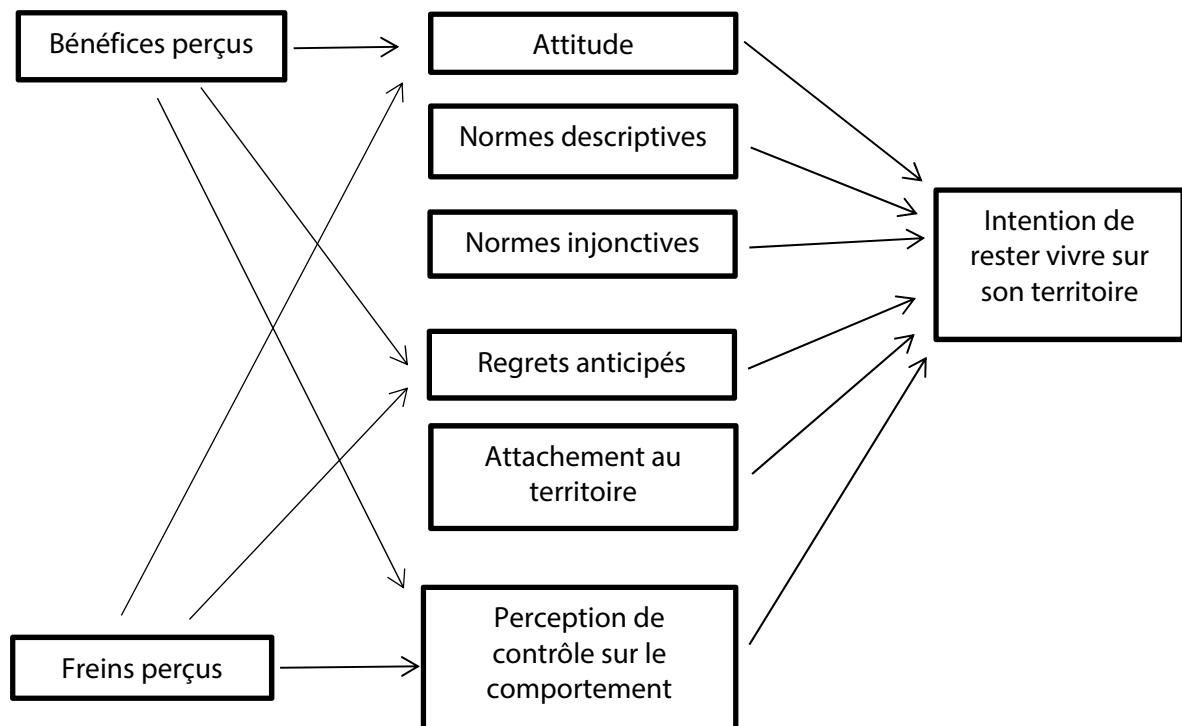 Bénéfices perçus
Attitude
Normes descriptives
Normes injonctives
Intention de
rester vivre sur
son territoire
Regrets anticipés
Attachement au
territoire
Perception de
contrôle sur le
comportement
Freins perçus